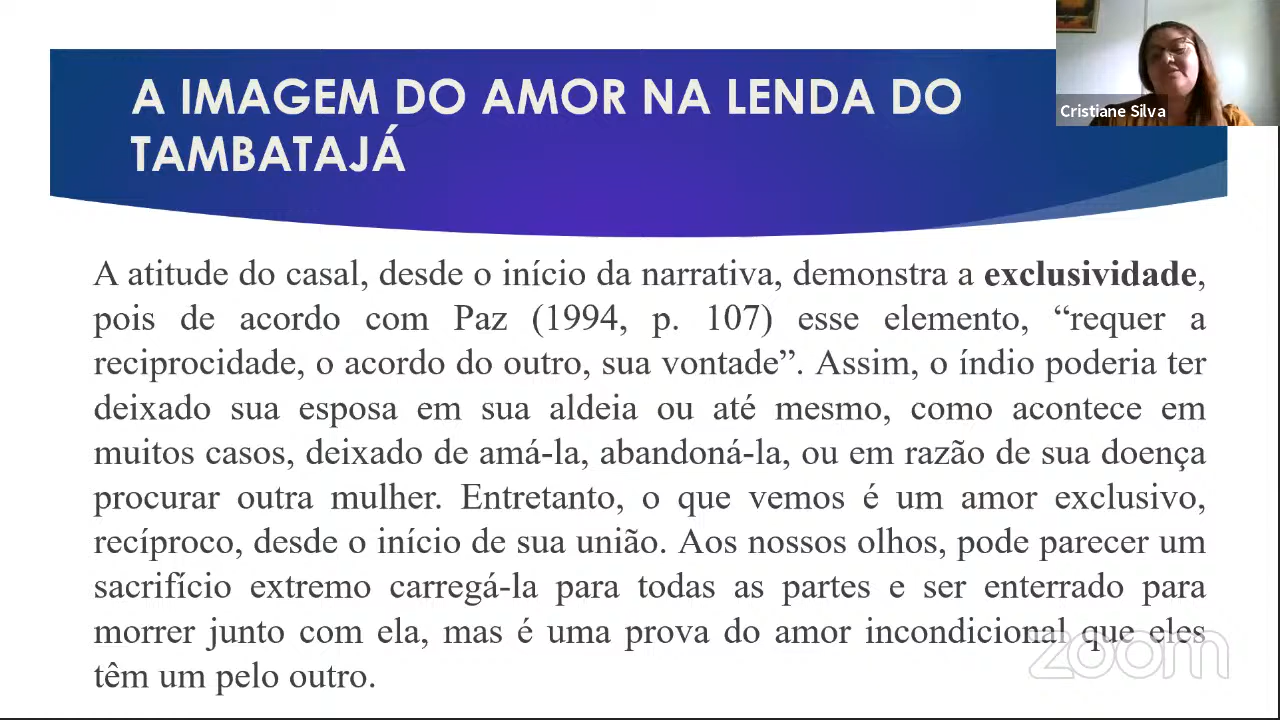 A IMAGEM DO AMOR NA LENDA DO
TAMBATAJÁ
Cristiane Silva
A atitude do casal, desde o início da narrativa, demonstra a exclusividade,
pois de acordo com Paz (1994, p. 107) esse elemento, “requer a
reciprocidade, o acordo do outro, sua vontade”. Assim, o índio poderia ter
deixado sua esposa em sua aldeia ou até mesmo, como acontece em
muitos casos, deixado de amá-la, abandoná-la, ou em razão de sua doença
procurar outra mulher. Entretanto, o que vemos é um amor exclusivo,
recíproco, desde o início de sua união. Aos nossos olhos, pode parecer um
sacrifício extremo carregá-la para todas as partes e ser enterrado para
morrer junto com ela, mas é uma prova do amor incondicional que eles
têm um pelo outro.
zoom